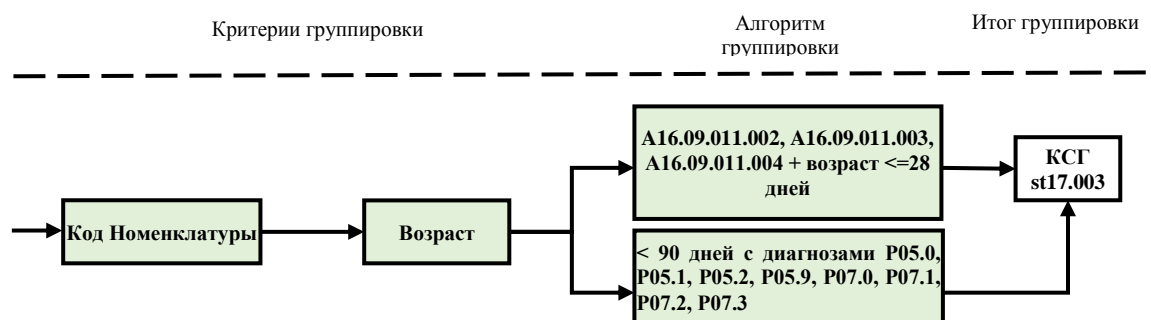 Критерии группировки
Алгоритм
группировки
Итог группировки
A16.09.011.002, A16.09.011.003,
A16.09.011.004 + возраст <=28
дней
КСГ
st17.003
Код Номенклатуры
Возраст
< 90 дней с диагнозами P05.0,
P05.1, P05.2, P05.9, P07.0, P07.1,
P07.2, P07.3